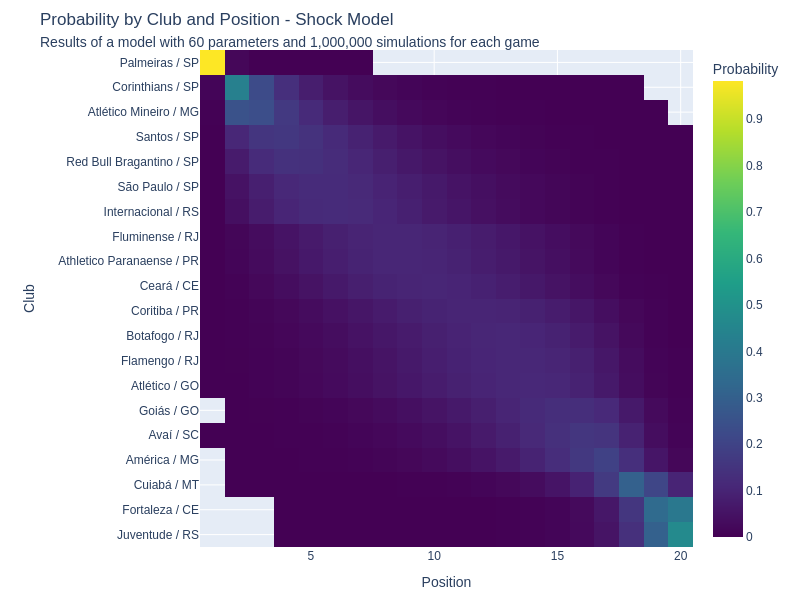 Probability by Club and Position - Shock Model
Results of a model with 60 parameters and 1,000,000 simulations for each game
Probability
Palmeiras / SP
Corinthians / SP
Atlético Mineiro / MG
Santos / SP
Red Bull Bragantino / SP
São Paulo / SP
Internacional / RS
Fluminense / RJ
Athletico Paranaense / PR
Ceará / CE
Coritiba / PR
Botafogo / RJ
Flamengo / RJ
Atlético / GO
Goiás / GO
Avaí / SC
América / MG
Cuiabá / MT
Fortaleza / CE
Juventude / RS
Club
5
10
15
20
Position
0.9
0.8
0.7
0.6
0.5
0.4
0.3
0.2
0.1
0